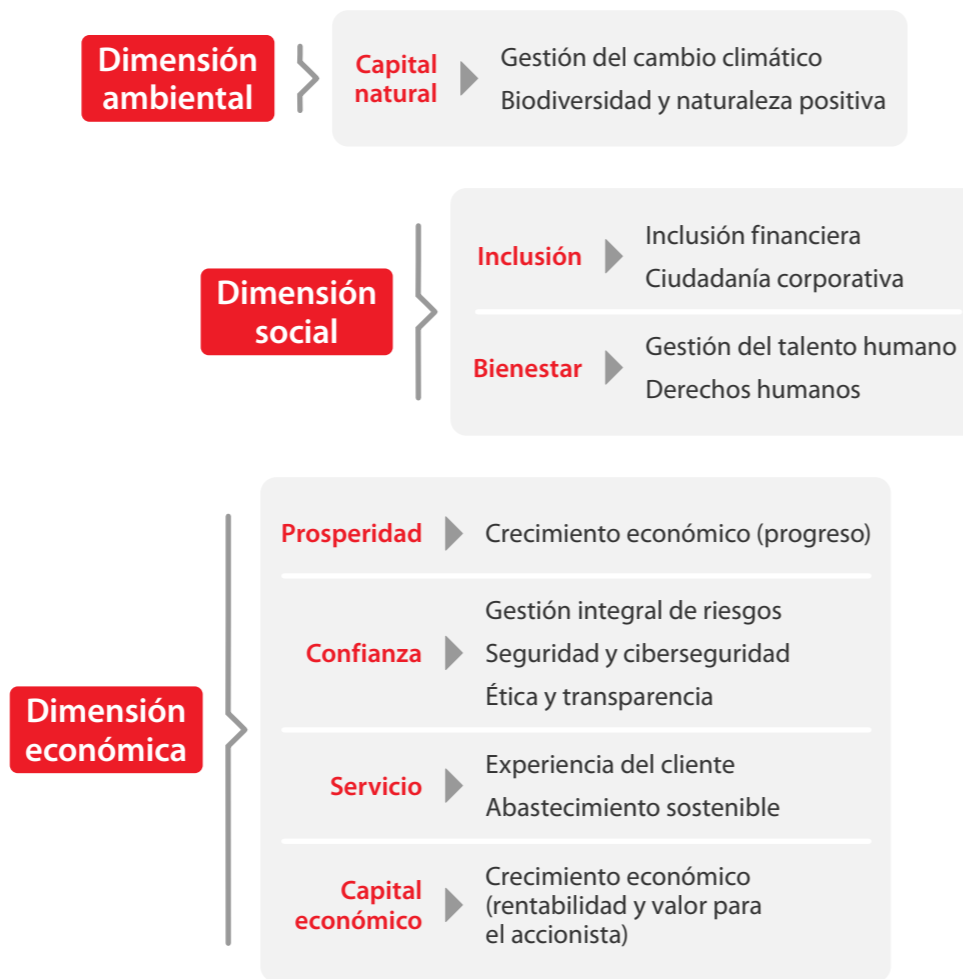 Dimensión
ambiental
Capital
natural
Gestión del cambio climático
Biodiversidad y naturaleza positiva
Dimensión
social
Inclusión
Inclusión financiera
Ciudadanía corporativa
Bienestar
Gestión del talento humano
Derechos humanos
Dimensión
económica
Prosperidad
Crecimiento económico (progreso)
Confianza
Gestión integral de riesgos
Seguridad y ciberseguridad
Ética y transparencia
Servicio
Experiencia del cliente
Abastecimiento sostenible
Capital
económico
Crecimiento económico
(rentabilidad y valor para
el accionista)